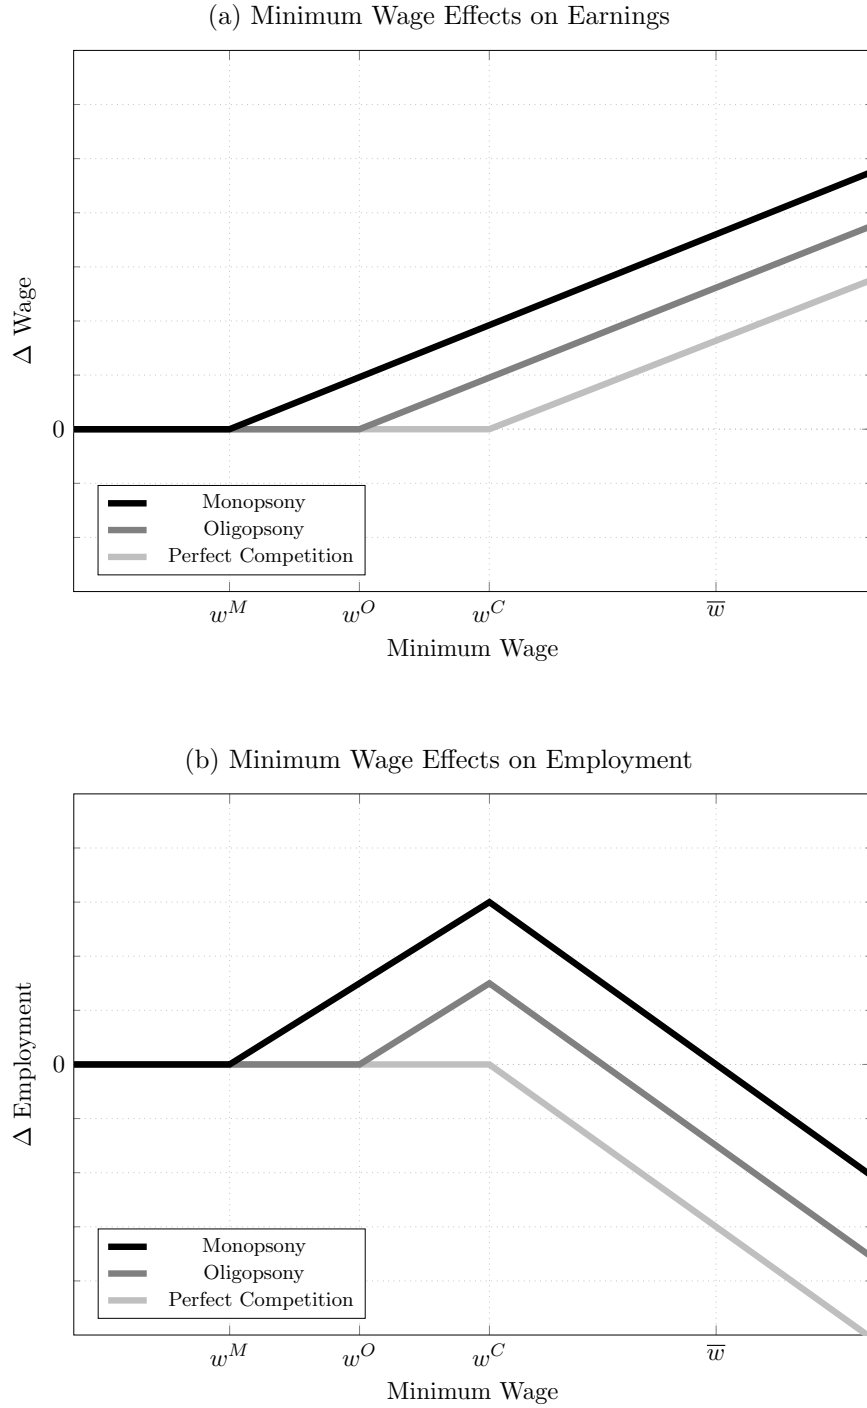 (a) Minimum Wage Effects on Earnings
Δ Wage
0
Monopsony
Oligopsony
Perfect Competition
w^M w^O w^C w̅
Minimum Wage
(b) Minimum Wage Effects on Employment
Δ Employment
0
Monopsony
Oligopsony
Perfect Competition
w^M w^O w^C w̅
Minimum Wage